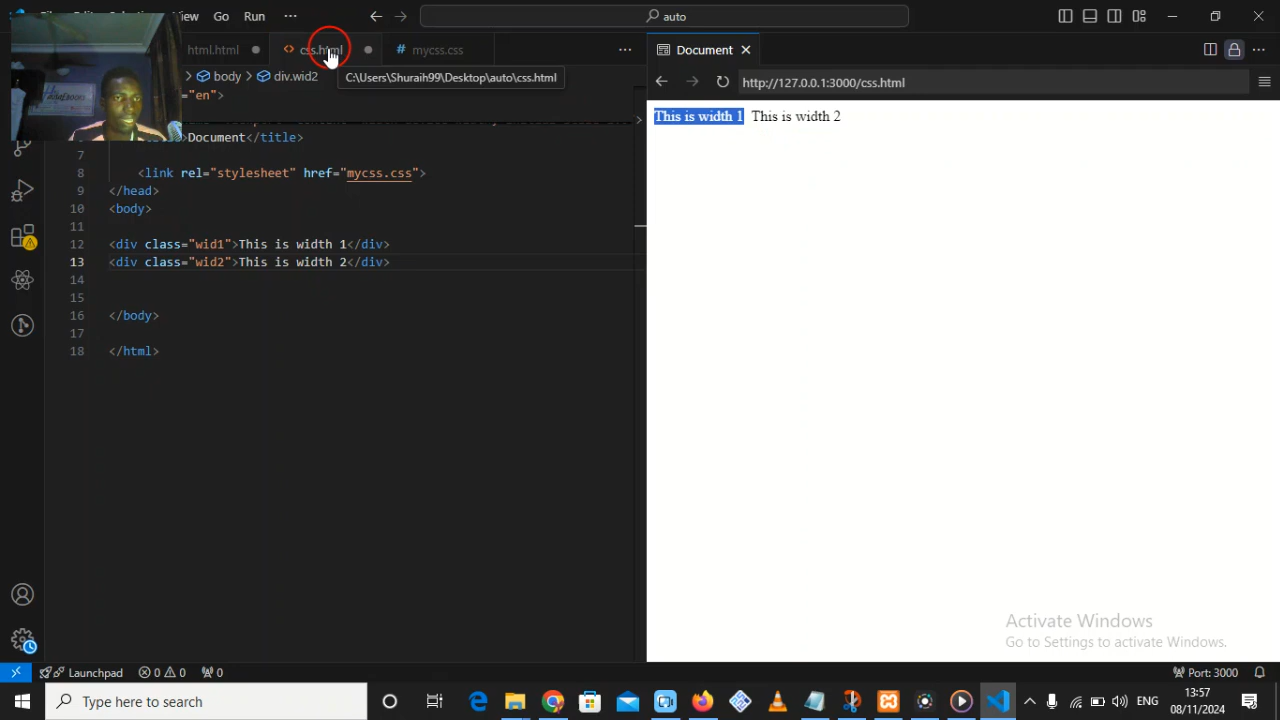 View Go Run ···
auto
html.html css.html mycss.css ···
Document
body div.wid2
C:\Users\Shuraih99\Desktop\auto\css.html
http://127.0.0.1:3000/css.html
="en">
Document</title>
7
8 <link rel="stylesheet" href="mycss.css">
9 </head>
10 <body>
11
12 <div class="wid1">This is width 1</div>
13 <div class="wid2">This is width 2</div>
14
15
16 </body>
17
18 </html>
This is width 1 This is width 2
Activate Windows
Go to Settings to activate Windows.
Launchpad 0 0 0
Port: 3000
Type here to search
ENG
13:57
08/11/2024